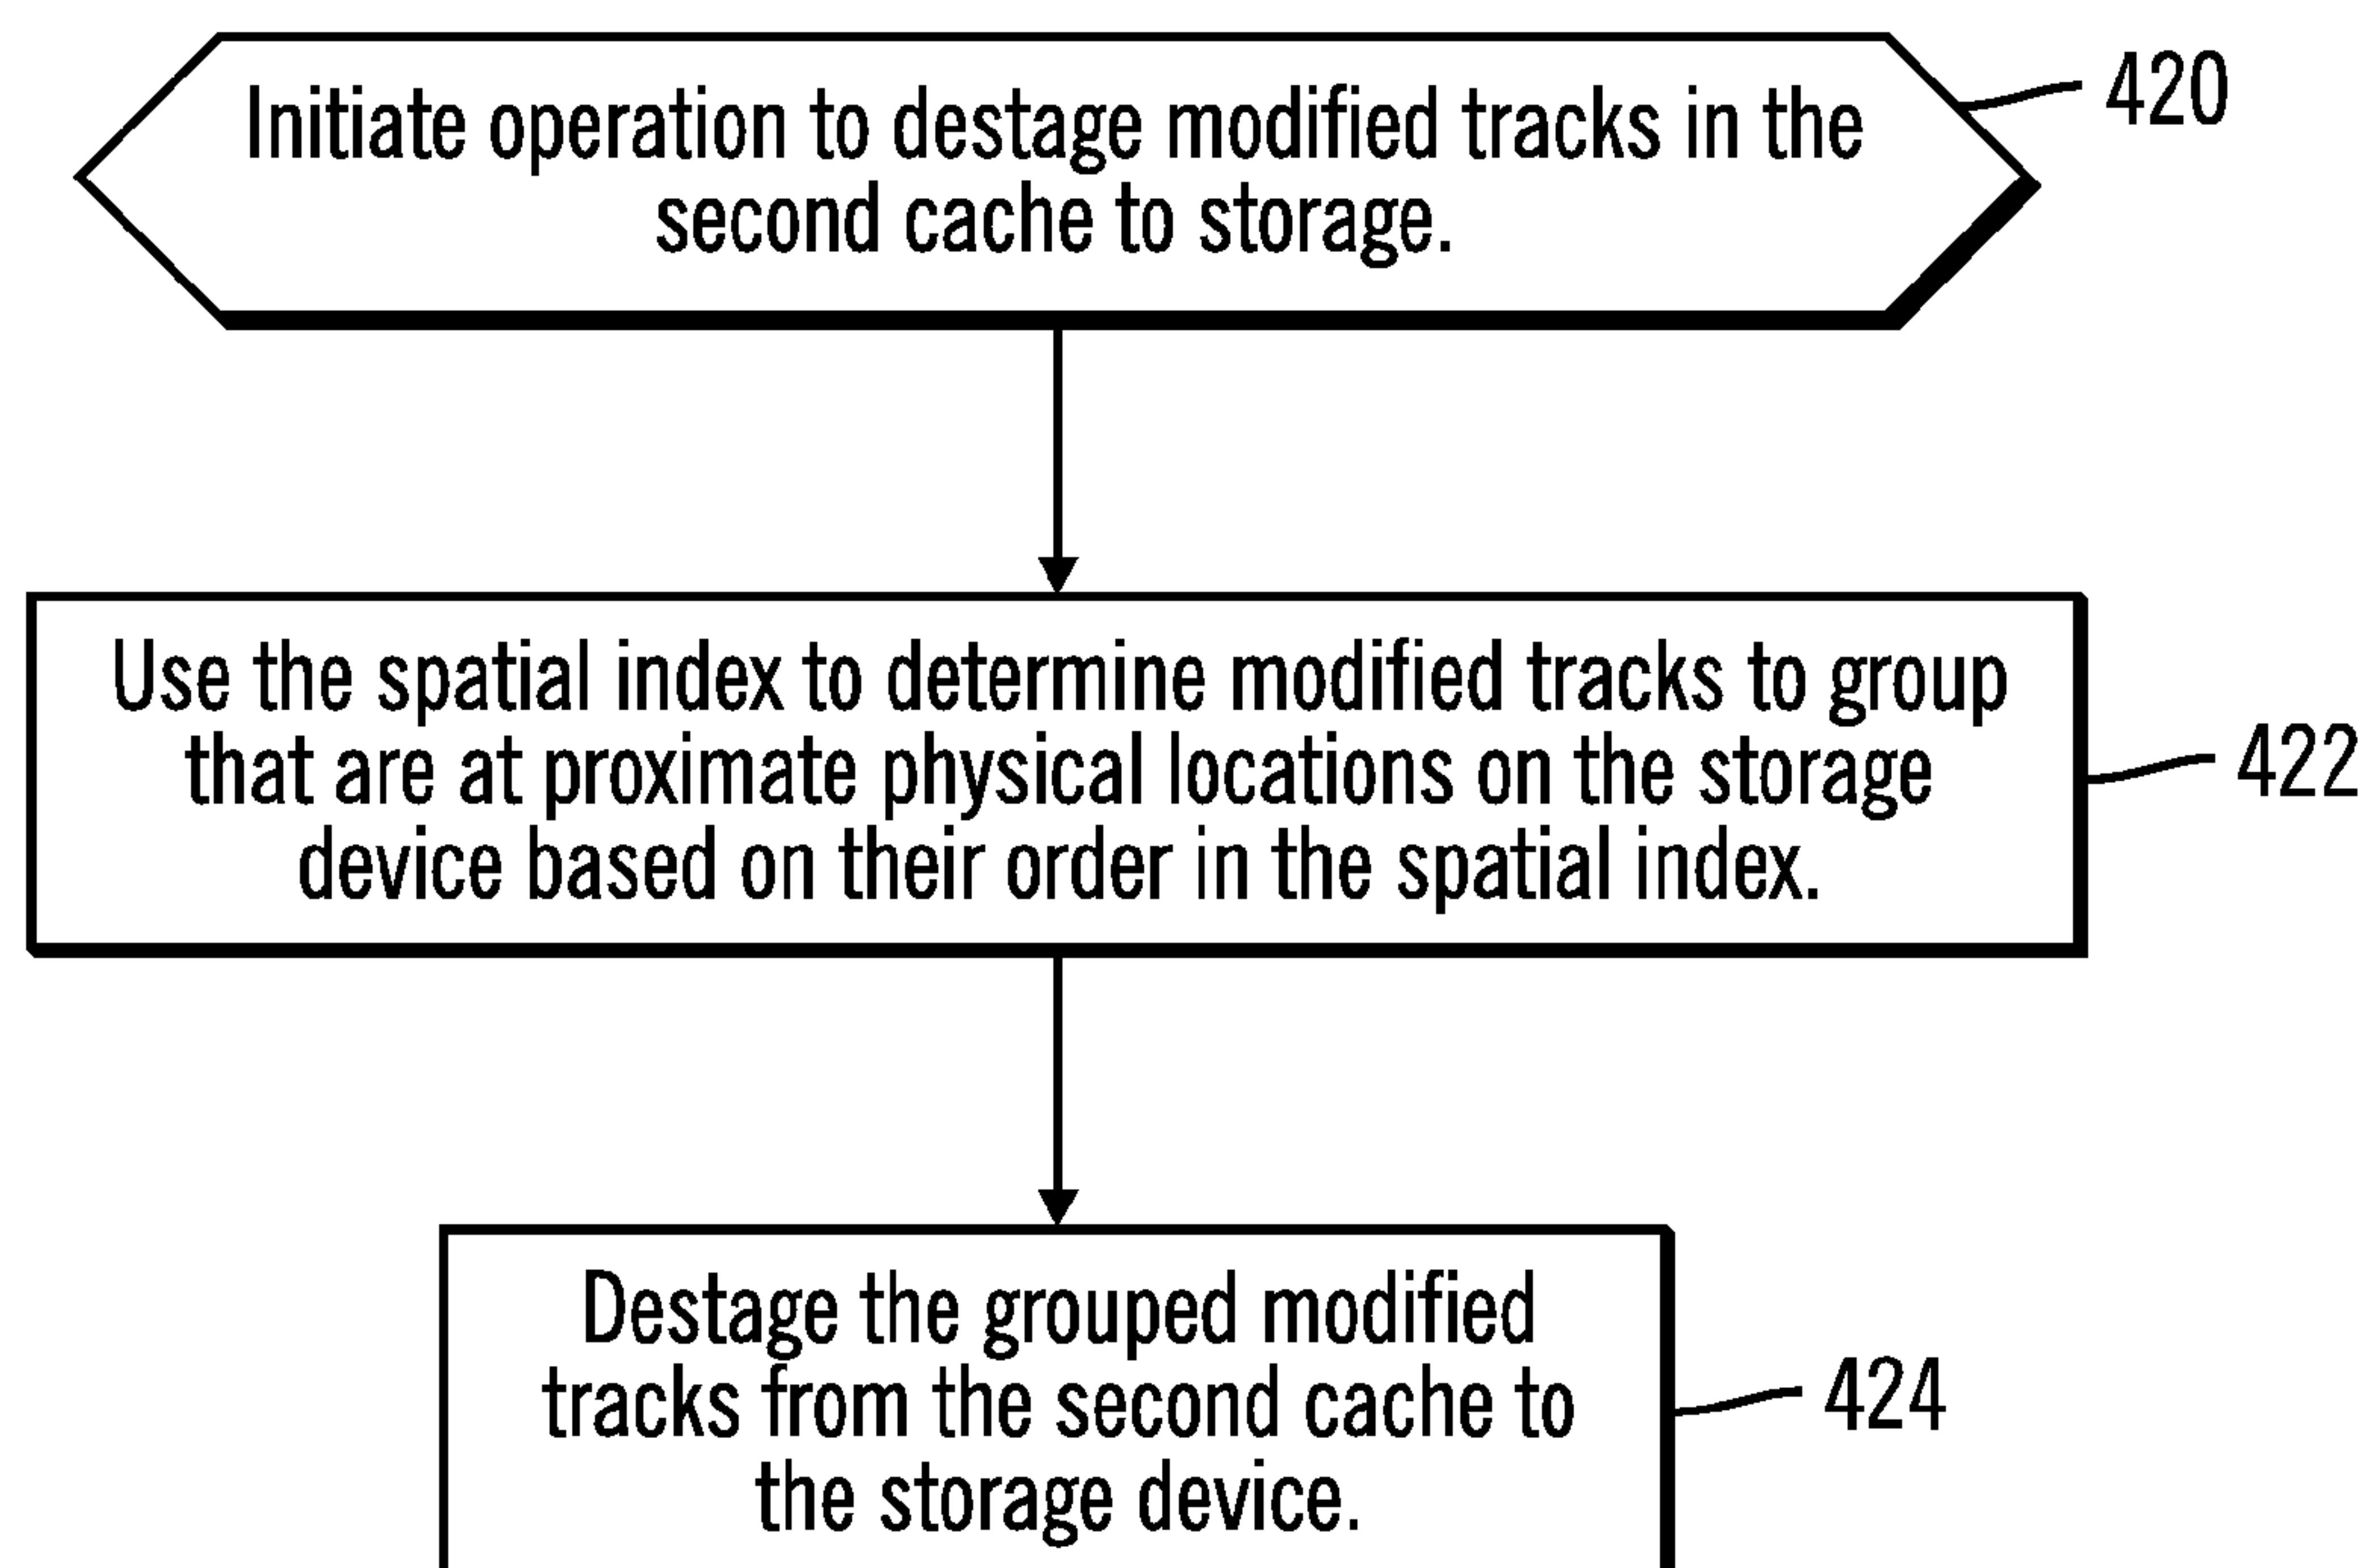 Initiate operation to destage modified tracks in the
second cache to storage.
420
Use the spatial index to determine modified tracks to group
that are at proximate physical locations on the storage
device based on their order in the spatial index.
422
Destage the grouped modified
tracks from the second cache to
the storage device.
424